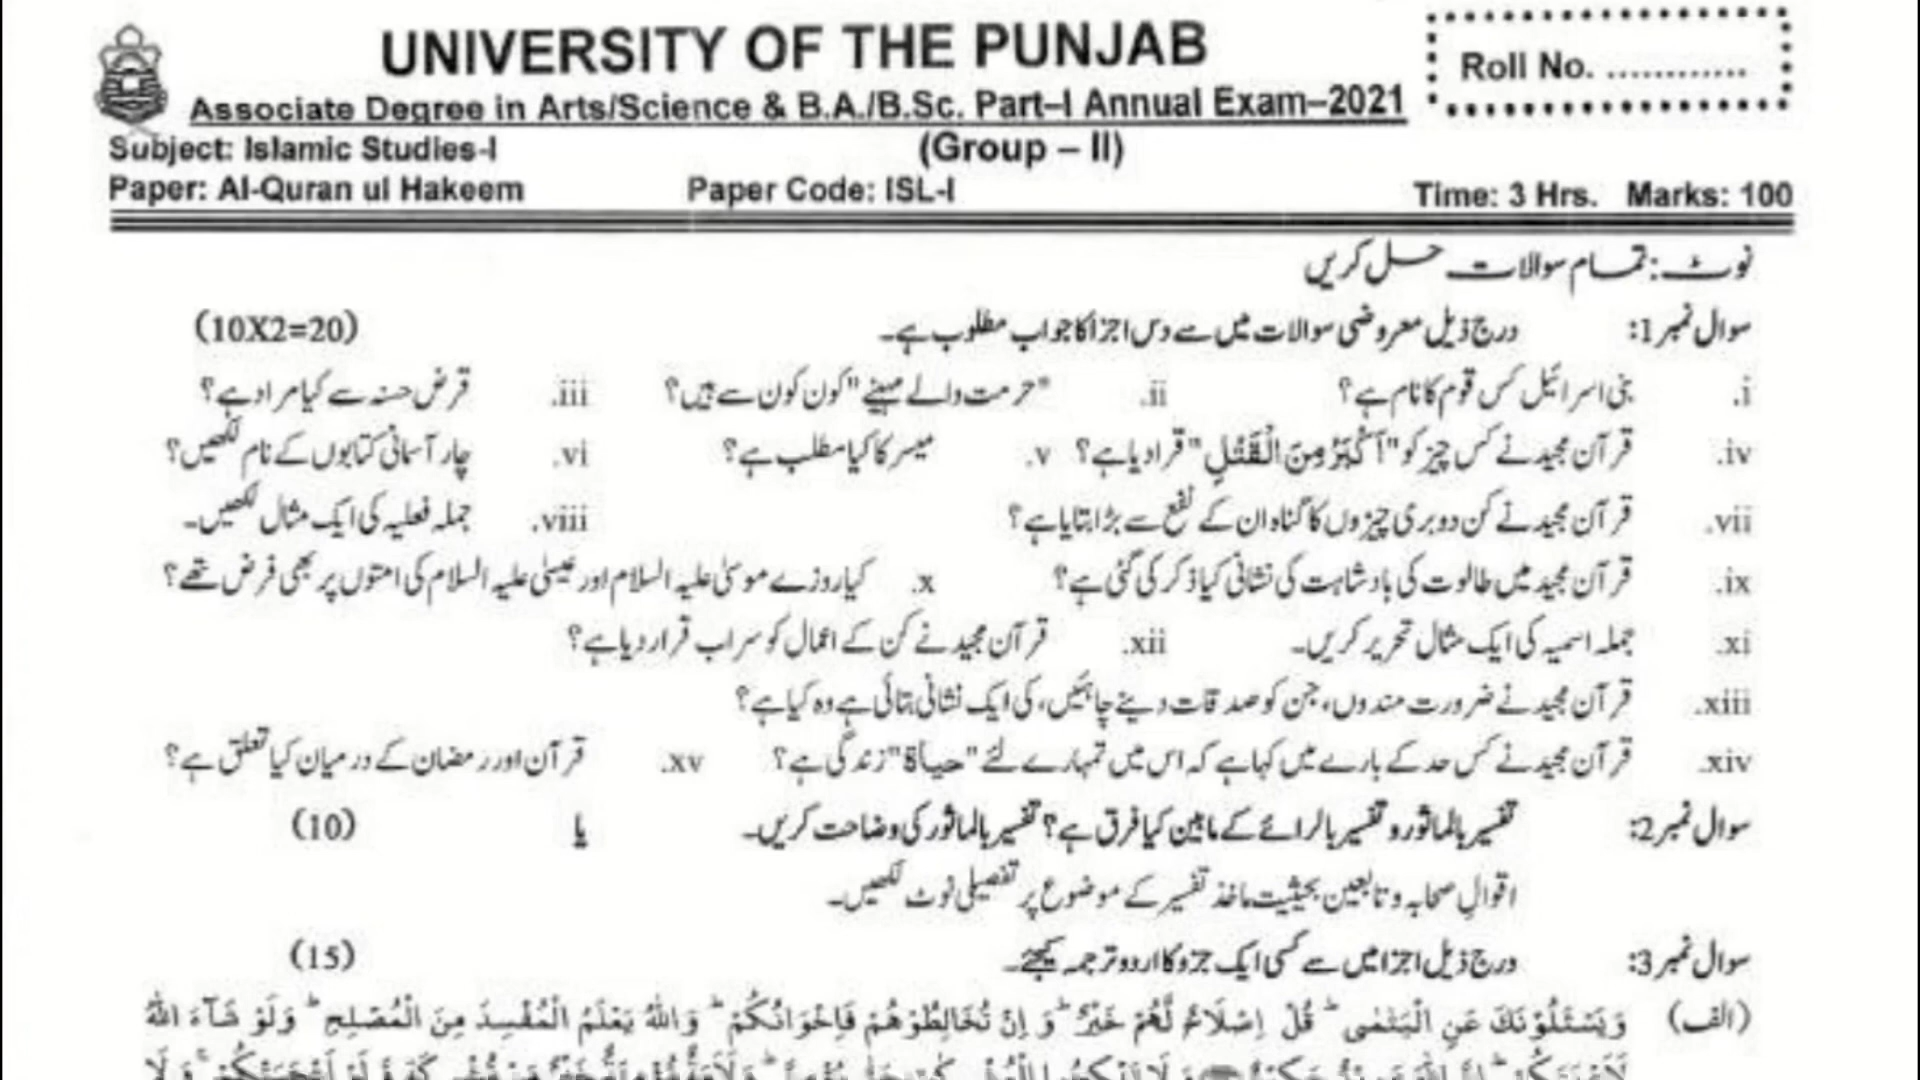 UNIVERSITY OF THE PUNJAB
Roll No. ............
Associate Degree in Arts/Science & B.A./B.Sc. Part–I Annual Exam–2021
Subject: Islamic Studies-I (Group – II)
Paper: Al-Quran ul Hakeem Paper Code: ISL-I Time: 3 Hrs. Marks: 100
نوٹ: تمام سوالات حل کریں
سوال نمبر 1: درج ذیل معروضی سوالات میں سے دس اجزا کا جواب مطلوب ہے۔ (10X2=20)
i. بنی اسرائیل کس قوم کا نام ہے؟ ii. "حرمت والے مہینے" کون کون سے ہیں؟ iii. قرض حسنہ سے کیا مراد ہے؟
iv. قرآن مجید نے کس چیز کو "اَكْبَرُ مِنَ الْقَتْلِ" قرار دیا ہے؟ v. میسر کا کیا مطلب ہے؟ vi. چار آسمانی کتابوں کے نام لکھیں؟
vii. قرآن مجید نے کن دو بری چیزوں کا گناہ ان کے نفع سے بڑا بتایا ہے؟ viii. جملہ فعلیہ کی ایک مثال لکھیں۔
ix. قرآن مجید میں طالوت کی بادشاہت کی نشانی کیا ذکر کی گئی ہے؟ x. کیا روزے موسیٰ علیہ السلام اور عیسیٰ علیہ السلام کی امتوں پر بھی فرض تھے؟
xi. جملہ اسمیہ کی ایک مثال تحریر کریں۔ xii. قرآن مجید نے کن کے اعمال کو سراب قرار دیا ہے؟
xiii. قرآن مجید نے ضرورت مندوں، جن کو صدقات دینے چاہئیں، کی ایک نشانی بتائی ہے وہ کیا ہے؟
xiv. قرآن مجید نے کس حد کے بارے میں کہا ہے کہ اس میں تمہارے لئے "حیاۃ" زندگی ہے؟ xv. قرآن اور رمضان کے درمیان کیا تعلق ہے؟
سوال نمبر 2: تفسیر بالماثور و تفسیر بالرائے کے مابین کیا فرق ہے؟ تفسیر بالماثور کی وضاحت کریں۔ یا (10)
اقوالِ صحابہ و تابعین بحیثیت ماخذ تفسیر کے موضوع پر تفصیلی نوٹ لکھیں۔
سوال نمبر 3: درج ذیل اجزا میں سے کسی ایک جزو کا اردو ترجمہ کیجئے۔ (15)
(الف) وَيَسْـَٔلُوْنَكَ عَنِ الْيَتٰمٰى ؕ قُلْ اِصْلَاحٌ لَّهُمْ خَيْرٌ ؕ وَ اِنْ تُخَالِطُوْهُمْ فَاِخْوَانُكُمْ ؕ وَاللّٰهُ يَعْلَمُ الْمُفْسِدَ مِنَ الْمُصْلِحِ ؕ وَلَوْ شَآءَ اللّٰهُ